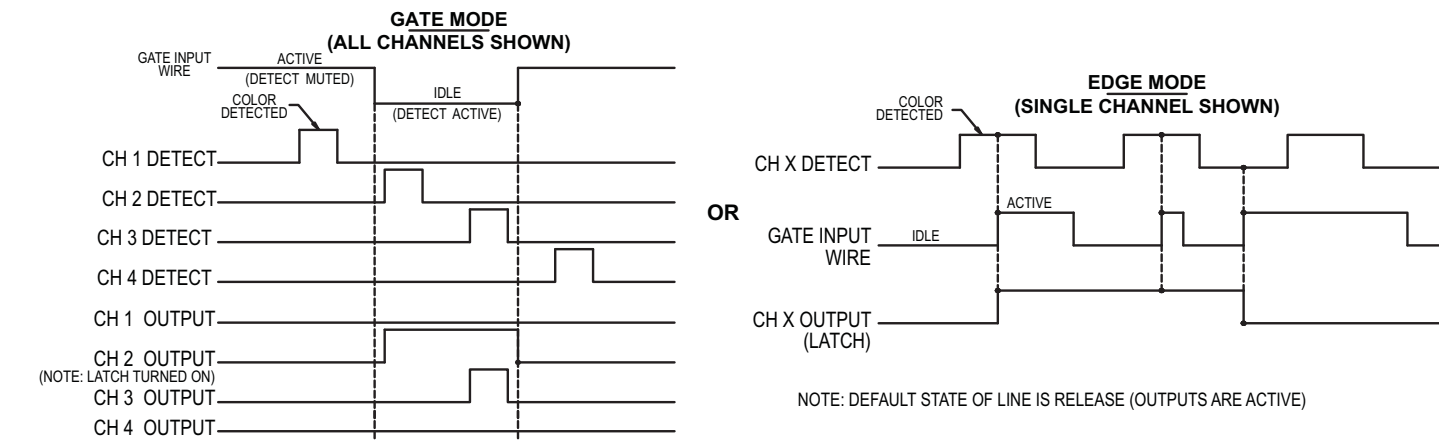 GATE MODE
(ALL CHANNELS SHOWN)
GATE INPUT
WIRE
ACTIVE
(DETECT MUTED)
IDLE
(DETECT ACTIVE)
COLOR
DETECTED
CH 1 DETECT
CH 2 DETECT
CH 3 DETECT
CH 4 DETECT
CH 1 OUTPUT
CH 2 OUTPUT
(NOTE: LATCH TURNED ON)
CH 3 OUTPUT
CH 4 OUTPUT
OR
EDGE MODE
(SINGLE CHANNEL SHOWN)
COLOR
DETECTED
CH X DETECT
ACTIVE
GATE INPUT
WIRE
IDLE
CH X OUTPUT
(LATCH)
NOTE: DEFAULT STATE OF LINE IS RELEASE (OUTPUTS ARE ACTIVE)